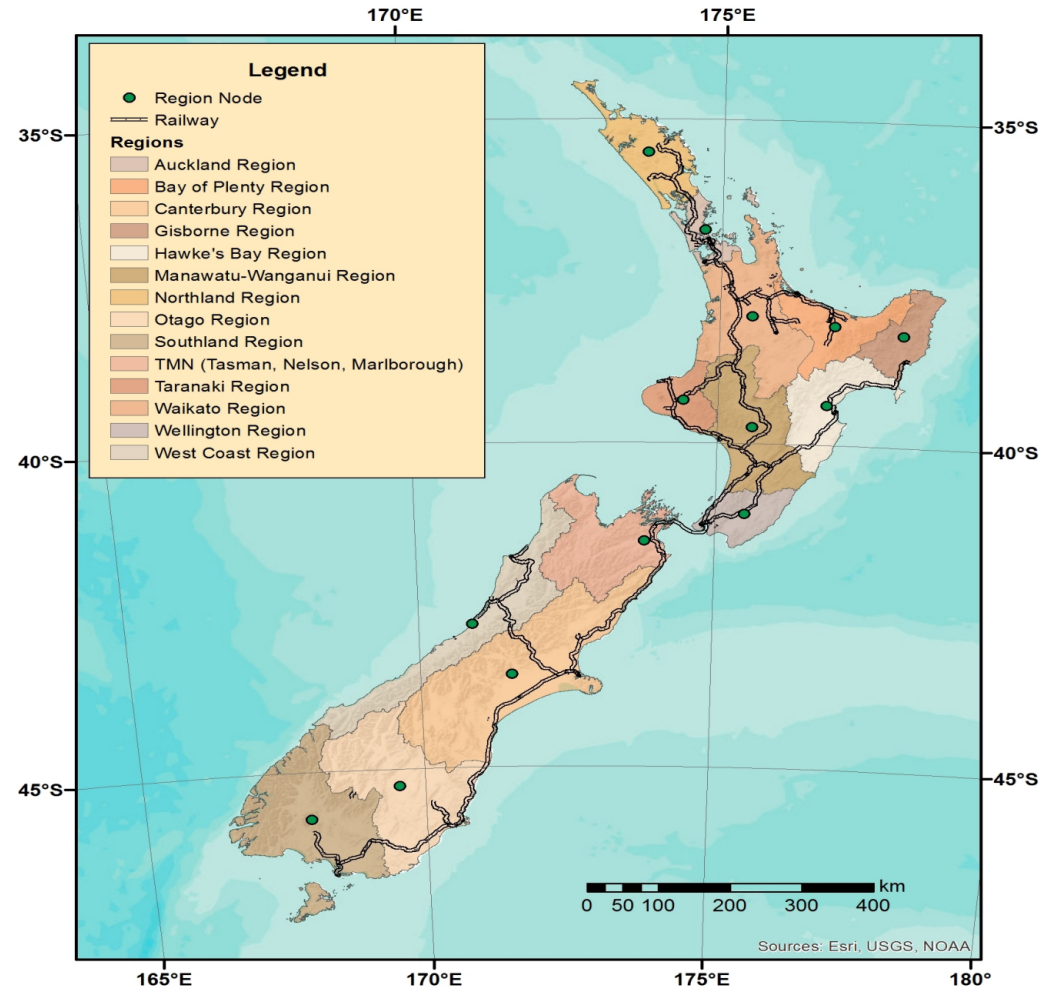 170°E 175°E
Legend
Region Node
Railway
Regions
Auckland Region
Bay of Plenty Region
Canterbury Region
Gisborne Region
Hawke's Bay Region
Manawatu-Wanganui Region
Northland Region
Otago Region
Southland Region
TMN (Tasman, Nelson, Marlborough)
Taranaki Region
Waikato Region
Wellington Region
West Coast Region
35°S 35°S
40°S 40°S
45°S 45°S
km
0 50 100 200 300 400
Sources: Esri, USGS, NOAA
165°E 170°E 175°E 180°